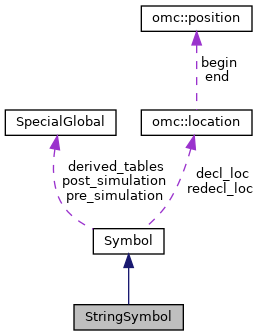 omc::position
begin
end
SpecialGlobal
omc::location
derived_tables
post_simulation
pre_simulation
decl_loc
redecl_loc
Symbol
StringSymbol